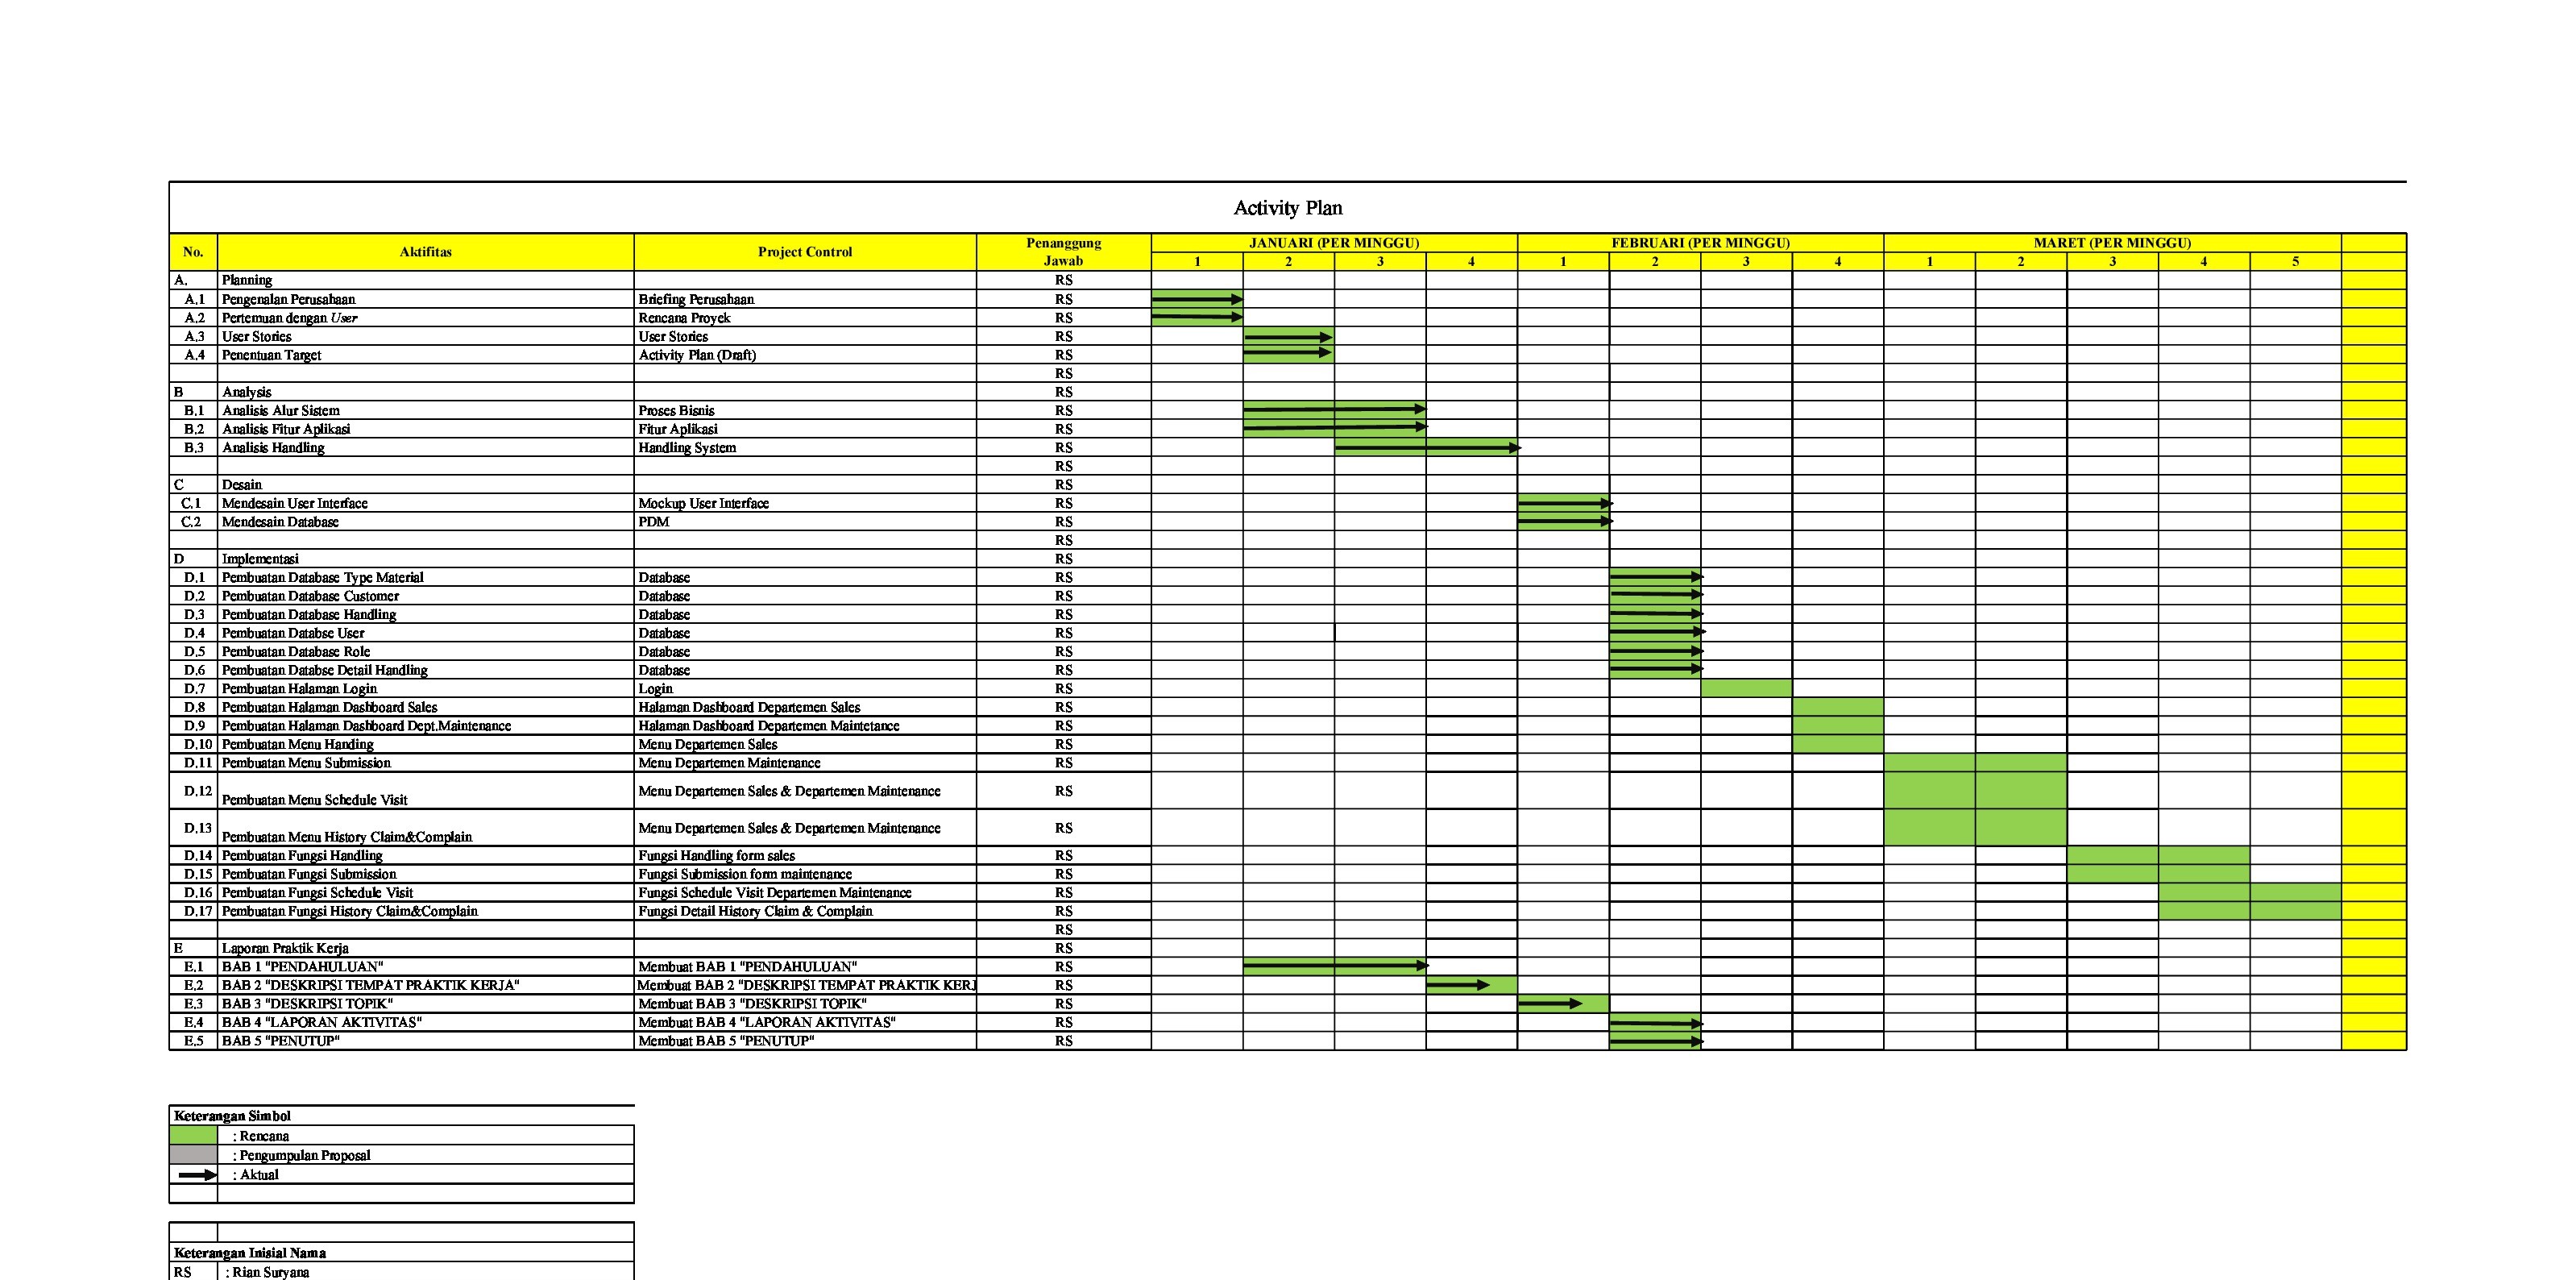 Activity Plan
No. Aktifitas Project Control Penanggung Jawab JANUARI (PER MINGGU) FEBRUARI (PER MINGGU) MARET (PER MINGGU)
1 2 3 4 1 2 3 4 1 2 3 4 5
A. Planning RS
A.1 Pengenalan Perusahaan Briefing Perusahaan RS
A.2 Pertemuan dengan User Rencana Proyek RS
A.3 User Stories User Stories RS
A.4 Penentuan Target Activity Plan (Draft) RS
RS
B Analysis RS
B.1 Analisis Alur Sistem Proses Bisnis RS
B.2 Analisis Fitur Aplikasi Fitur Aplikasi RS
B.3 Analisis Handling Handling System RS
RS
C Desain RS
C.1 Mendesain User Interface Mockup User Interface RS
C.2 Mendesain Database PDM RS
RS
D Implementasi RS
D.1 Pembuatan Database Type Material Database RS
D.2 Pembuatan Database Customer Database RS
D.3 Pembuatan Database Handling Database RS
D.4 Pembuatan Databse User Database RS
D.5 Pembuatan Database Role Database RS
D.6 Pembuatan Databse Detail Handling Database RS
D.7 Pembuatan Halaman Login Login RS
D.8 Pembuatan Halaman Dashboard Sales Halaman Dashboard Departemen Sales RS
D.9 Pembuatan Halaman Dashboard Dept.Maintenance Halaman Dashboard Departemen Maintetance RS
D.10 Pembuatan Menu Handing Menu Departemen Sales RS
D.11 Pembuatan Menu Submission Menu Departemen Maintenance RS
D.12 Pembuatan Menu Schedule Visit Menu Departemen Sales & Departemen Maintenance RS
D.13 Pembuatan Menu History Claim&Complain Menu Departemen Sales & Departemen Maintenance RS
D.14 Pembuatan Fungsi Handling Fungsi Handling form sales RS
D.15 Pembuatan Fungsi Submission Fungsi Submission form maintenance RS
D.16 Pembuatan Fungsi Schedule Visit Fungsi Schedule Visit Departemen Maintenance RS
D.17 Pembuatan Fungsi History Claim&Complain Fungsi Detail History Claim & Complain RS
RS
E Laporan Praktik Kerja RS
E.1 BAB 1 "PENDAHULUAN" Membuat BAB 1 "PENDAHULUAN" RS
E.2 BAB 2 "DESKRIPSI TEMPAT PRAKTIK KERJA" Membuat BAB 2 "DESKRIPSI TEMPAT PRAKTIK KERJ RS
E.3 BAB 3 "DESKRIPSI TOPIK" Membuat BAB 3 "DESKRIPSI TOPIK" RS
E.4 BAB 4 "LAPORAN AKTIVITAS" Membuat BAB 4 "LAPORAN AKTIVITAS" RS
E.5 BAB 5 "PENUTUP" Membuat BAB 5 "PENUTUP" RS
Keterangan Simbol
: Rencana
: Pengumpulan Proposal
: Aktual
Keterangan Inisial Nama
RS : Rian Suryana